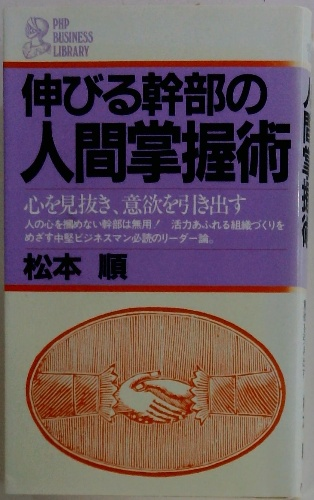 PHP
BUSINESS
LIBRARY
伸びる幹部の
人間掌握術
心を見抜き、意欲を引き出す
人の心を摑めない幹部は無用! 活力あふれる組織づくりを
めざす中堅ビジネスマン必読のリーダー論。
松本 順